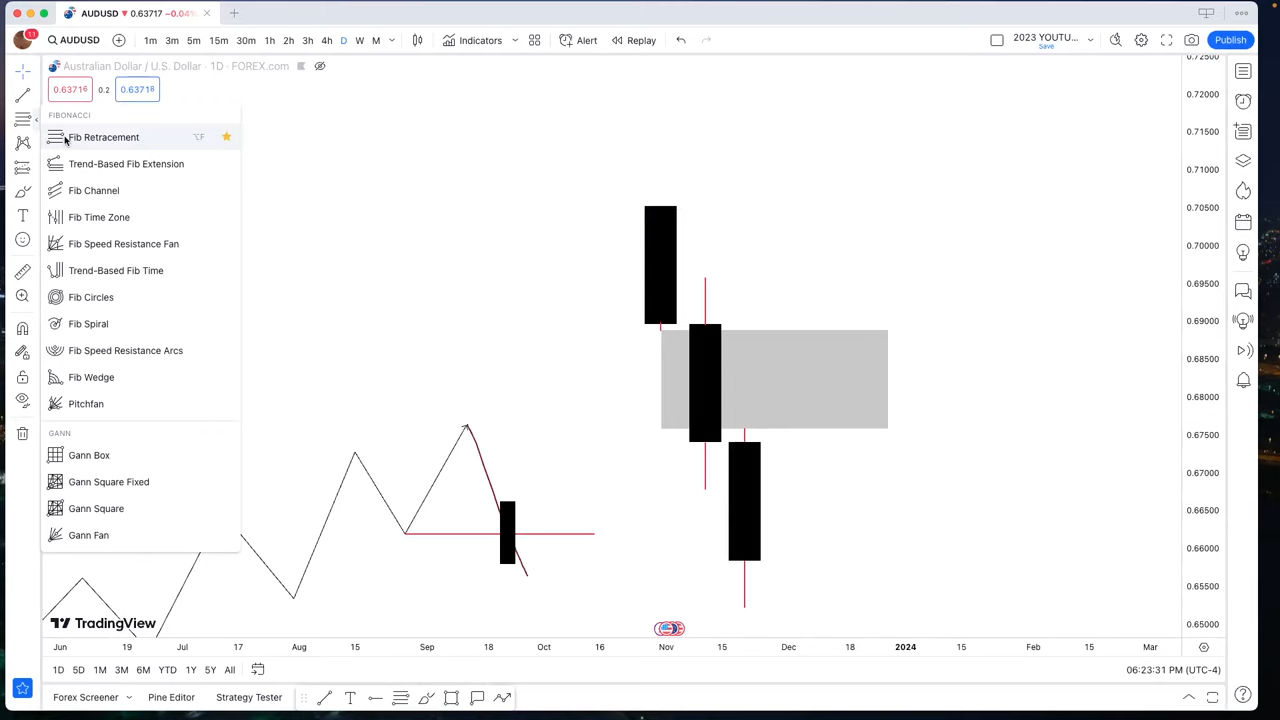 AUDUSD ▼ 0.63717 −0.04%
11 AUDUSD 1m 3m 5m 15m 30m 1h 2h 3h 4h D W M Indicators Alert Replay 2023 YOUTU... Save Publish
Australian Dollar / U.S. Dollar · 1D · FOREX.com
0.63716 0.2 0.63718
FIBONACCI
Fib Retracement ⌥F
Trend-Based Fib Extension
Fib Channel
Fib Time Zone
Fib Speed Resistance Fan
Trend-Based Fib Time
Fib Circles
Fib Spiral
Fib Speed Resistance Arcs
Fib Wedge
Pitchfan
GANN
Gann Box
Gann Square Fixed
Gann Square
Gann Fan
TradingView
0.72500
0.72000
0.71500
0.71000
0.70500
0.70000
0.69500
0.69000
0.68500
0.68000
0.67500
0.67000
0.66500
0.66000
0.65500
0.65000
Jun 19 Jul 17 Aug 15 Sep 18 Oct 16 Nov 15 Dec 18 2024 15 Feb 15 Mar
1D 5D 1M 3M 6M YTD 1Y 5Y All 06:23:31 PM (UTC-4)
Forex Screener Pine Editor Strategy Tester